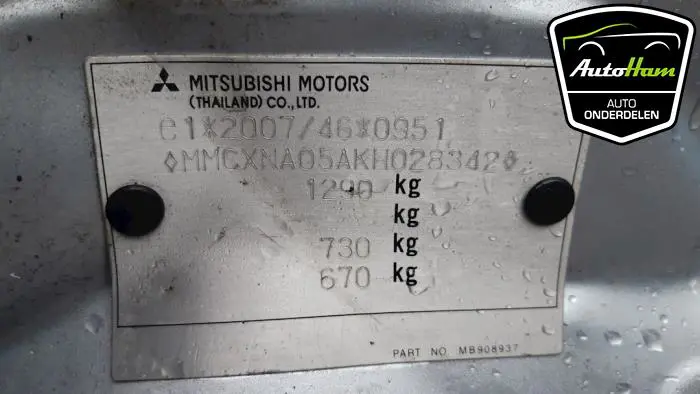 MITSUBISHI MOTORS
(THAILAND) CO., LTD.
e1*2007/46*0951
◊MMCXNA05AKH028342◊
1290 kg
kg
730 kg
670 kg
PART NO. MB908937
AutoHam
AUTO
ONDERDELEN